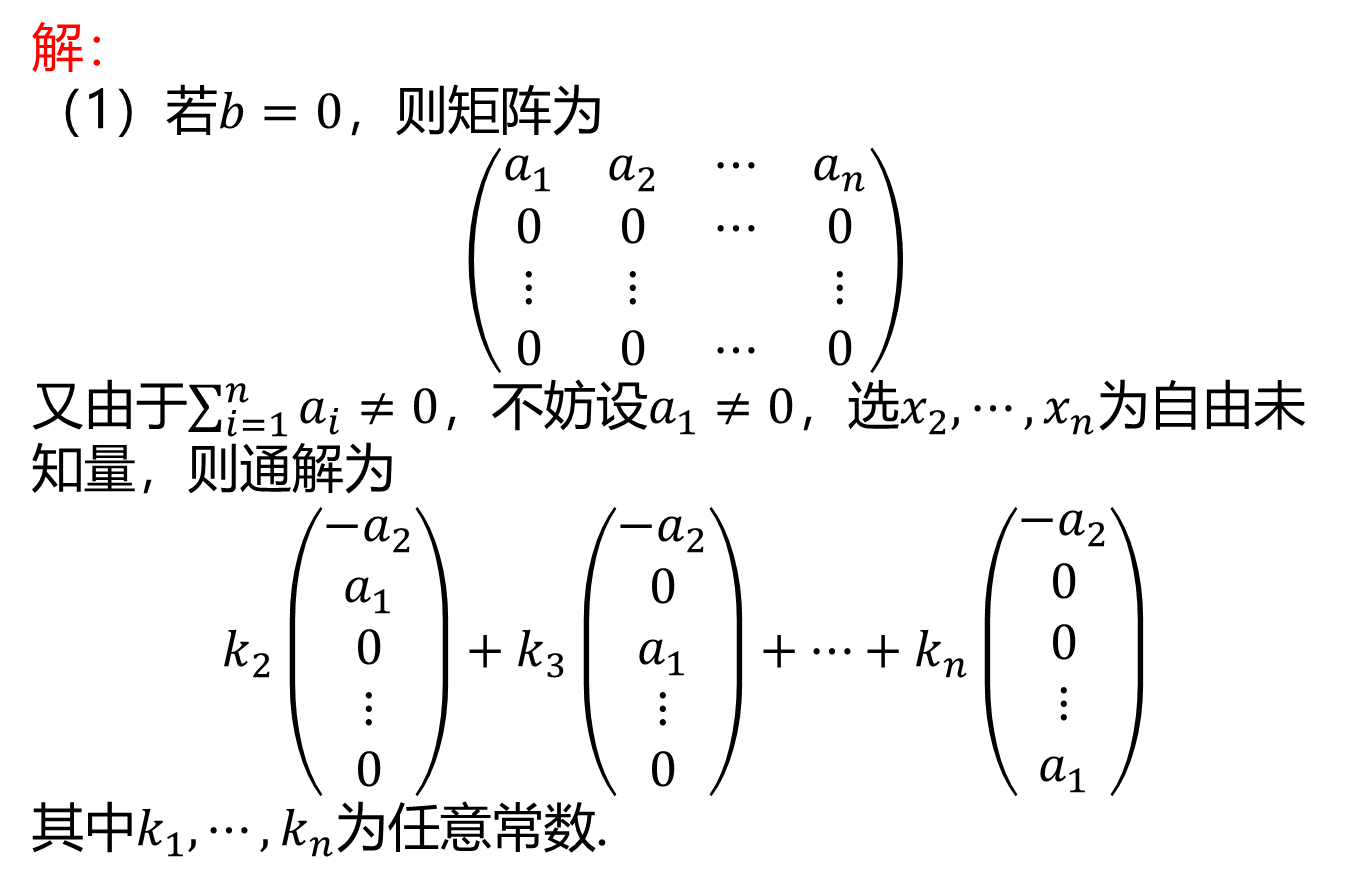 解：
（1）若b = 0，则矩阵为
a₁ a₂ ⋯ aₙ
0 0 ⋯ 0
⋮ ⋮ ⋮
0 0 ⋯ 0
又由于∑ⁿᵢ₌₁ aᵢ ≠ 0，不妨设a₁ ≠ 0，选x₂, ⋯ , xₙ为自由未
知量，则通解为
k₂ (−a₂ a₁ 0 ⋮ 0) + k₃ (−a₂ 0 a₁ ⋮ 0) + ⋯ + kₙ (−a₂ 0 0 ⋮ a₁)
其中k₁, ⋯ , kₙ为任意常数.